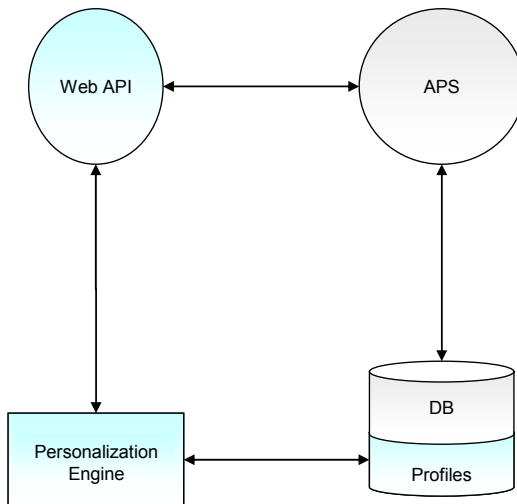 Web API
APS
DB
Personalization
Engine
Profiles